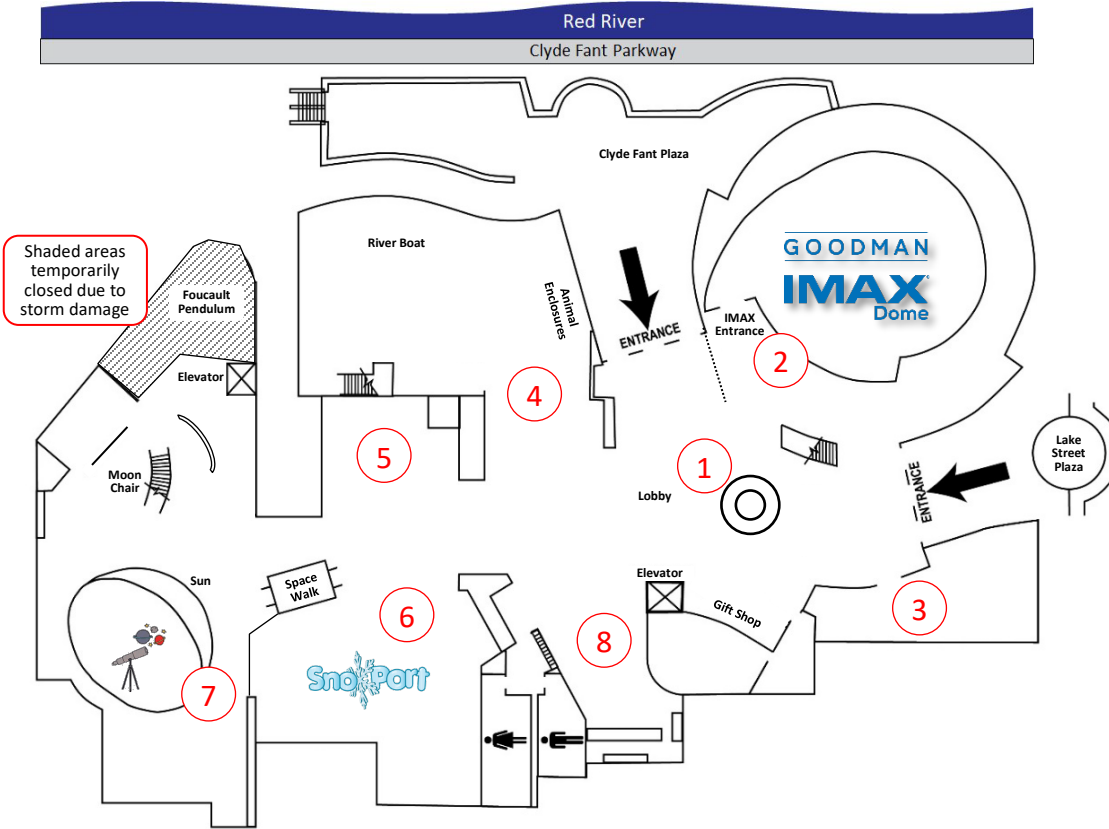 Red River
Clyde Fant Parkway
Clyde Fant Plaza
River Boat
Shaded areas
temporarily
closed due to
storm damage
Foucault
Pendulum
Animal
Enclosures
ENTRANCE
IMAX
Entrance
GOODMAN
IMAX®
Dome
2
Elevator
4
5
1
Lobby
Moon
Chair
ENTRANCE
Lake
Street
Plaza
Sun
Space
Walk
Elevator
Gift Shop
3
6
8
SnoPort
7